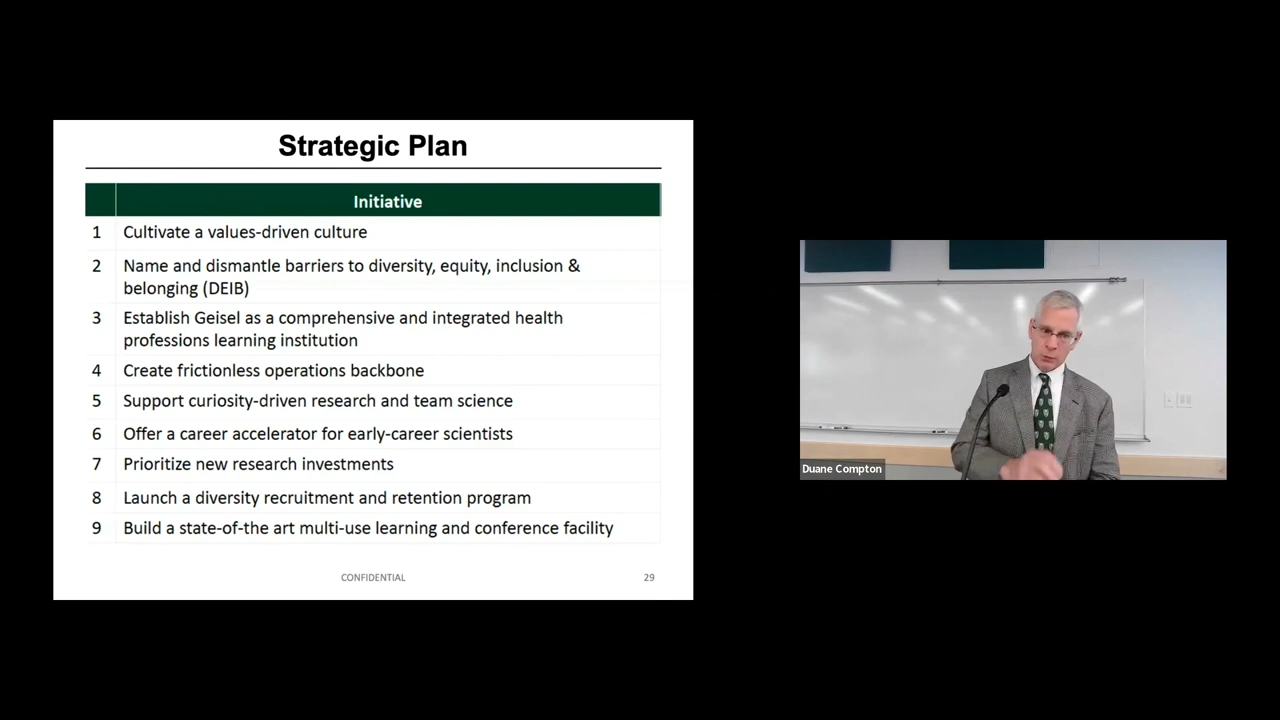 Strategic Plan
Initiative
1 Cultivate a values-driven culture
2 Name and dismantle barriers to diversity, equity, inclusion &
belonging (DEIB)
3 Establish Geisel as a comprehensive and integrated health
professions learning institution
4 Create frictionless operations backbone
5 Support curiosity-driven research and team science
6 Offer a career accelerator for early-career scientists
7 Prioritize new research investments
8 Launch a diversity recruitment and retention program
9 Build a state-of-the art multi-use learning and conference facility
CONFIDENTIAL 29
Duane Compton